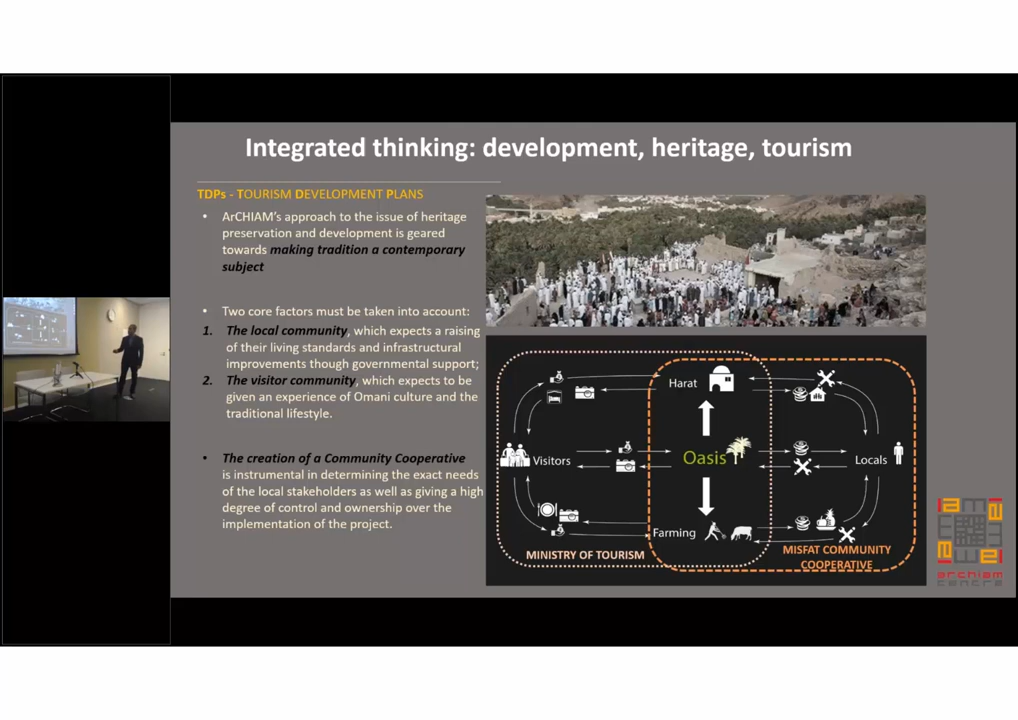 Integrated thinking: development, heritage, tourism
TDPs - TOURISM DEVELOPMENT PLANS
• ArCHIAM's approach to the issue of heritage
preservation and development is geared
towards making tradition a contemporary
subject
• Two core factors must be taken into account:
1. The local community, which expects a raising
of their living standards and infrastructural
improvements though governmental support;
2. The visitor community, which expects to be
given an experience of Omani culture and the
traditional lifestyle.
• The creation of a Community Cooperative
is instrumental in determining the exact needs
of the local stakeholders as well as giving a high
degree of control and ownership over the
implementation of the project.
Harat
Visitors
Oasis
Locals
Farming
MINISTRY OF TOURISM
MISFAT COMMUNITY
COOPERATIVE
archiam
centre